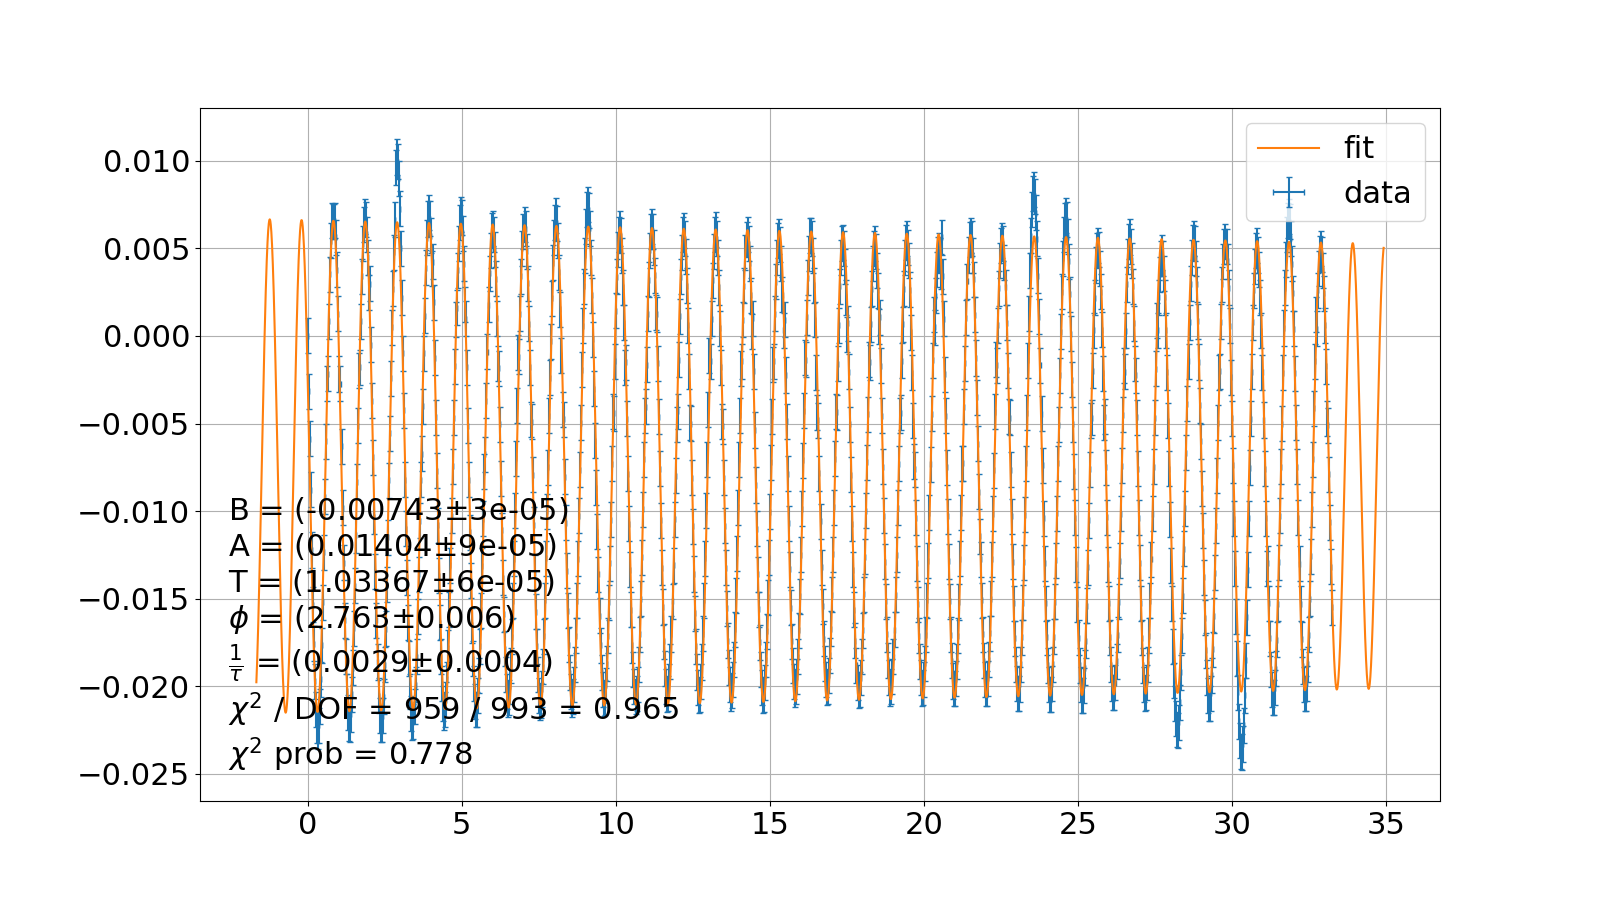 fit
data
0.010
0.005
0.000
−0.005
−0.010
−0.015
−0.020
−0.025
B = (-0.00743±3e-05)
A = (0.01404±9e-05)
T = (1.03367±6e-05)
ϕ = (2.763±0.006)
1/τ = (0.0029±0.0004)
χ² / DOF = 959 / 993 = 0.965
χ² prob = 0.778
0 5 10 15 20 25 30 35